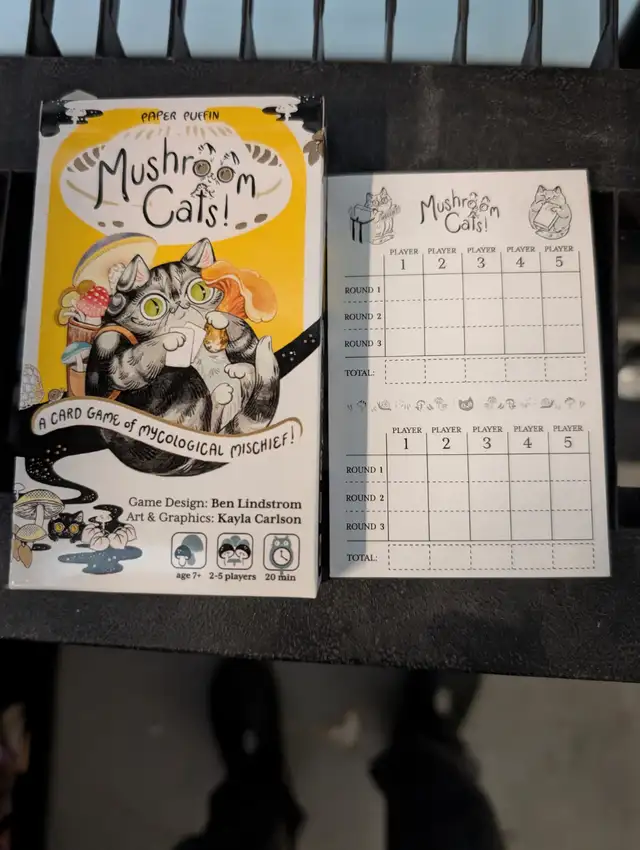 PAPER PUFFIN
Mushroom
Cats!
A CARD GAME of MYCOLOGICAL MISCHIEF!
Game Design: Ben Lindstrom
Art & Graphics: Kayla Carlson
age 7+ 2-5 players 20 min
Mushroom
Cats!
PLAYER PLAYER PLAYER PLAYER PLAYER
1 2 3 4 5
ROUND 1
ROUND 2
ROUND 3
TOTAL:
PLAYER PLAYER PLAYER PLAYER PLAYER
1 2 3 4 5
ROUND 1
ROUND 2
ROUND 3
TOTAL: